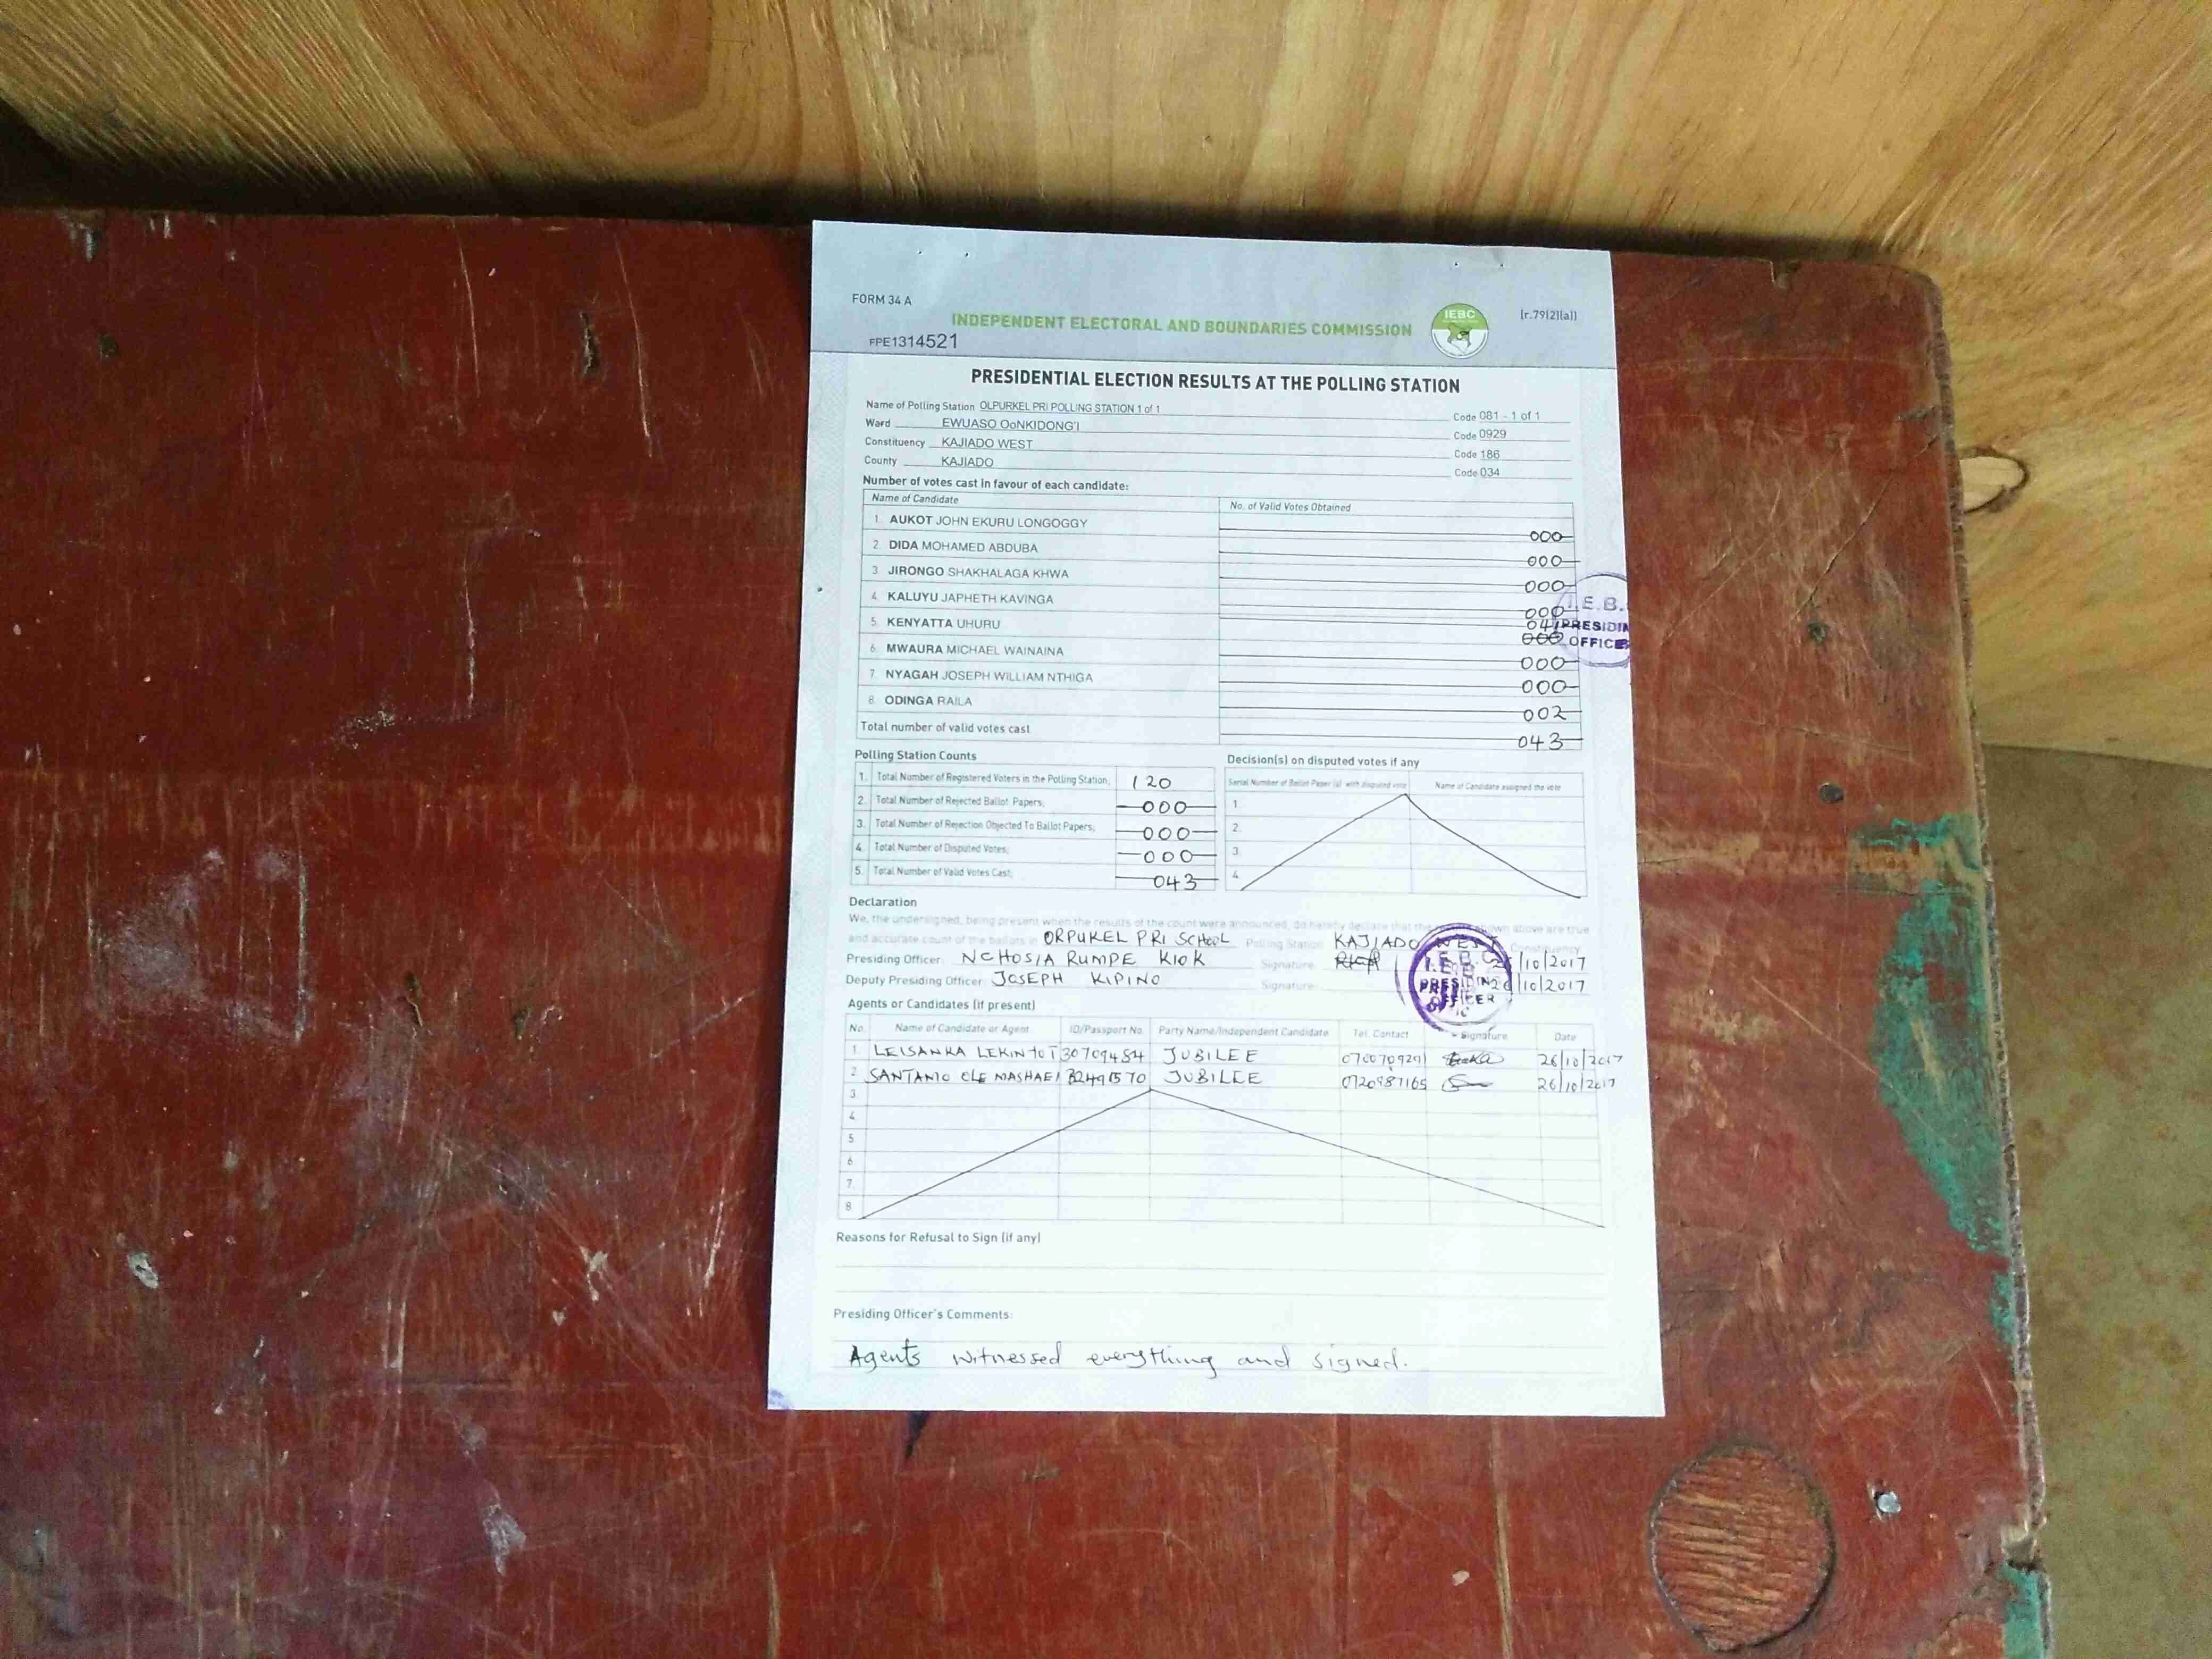 FORM 34 A
[r.79(2)(a)]
INDEPENDENT ELECTORAL AND BOUNDARIES COMMISSION
IEBC
FPE1314521
PRESIDENTIAL ELECTION RESULTS AT THE POLLING STATION
Name of Polling Station OLPURKEL PRI POLLING STATION 1 of 1 Code 081 - 1 of 1
Ward EWUASO OoNKIDONG'I Code 0929
Constituency KAJIADO WEST Code 186
County KAJIADO Code 034
Number of votes cast in favour of each candidate:
Name of Candidate No. of Valid Votes Obtained
1. AUKOT JOHN EKURU LONGOGGY 000
2. DIDA MOHAMED ABDUBA 000
3. JIRONGO SHAKHALAGA KHWA 000
4. KALUYU JAPHETH KAVINGA 000
5. KENYATTA UHURU 041
000
6. MWAURA MICHAEL WAINAINA 000
7. NYAGAH JOSEPH WILLIAM NTHIGA 000
8. ODINGA RAILA 002
Total number of valid votes cast 043
I.E.B.
PRESIDIN
OFFICE
Polling Station Counts
1. Total Number of Registered Voters in the Polling Station; 120
2. Total Number of Rejected Ballot Papers; 000
3. Total Number of Rejection Objected To Ballot Papers; 000
4. Total Number of Disputed Votes; 000
5. Total Number of Valid Votes Cast; 043
Decision(s) on disputed votes if any
Serial Number of Ballot Paper (s) with disputed vote Name of Candidate assigned the vote
1.
2.
3.
4.
Declaration
We, the undersigned, being present when the results of the count were announced, do hereby declare that the shown above are true
and accurate count of the ballots in ORPUKEL PRI SCHOOL Polling Station KAJIADO WEST Constituency
Presiding Officer: NCHOSIA RUMPE KIOK Signature: /10/2017
Deputy Presiding Officer: JOSEPH KIPINO Signature: 26/10/2017
I.E.B.C
PRESIDIN
OFFICER
Agents or Candidates (if present)
No. Name of Candidate or Agent ID/Passport No. Party Name/Independent Candidate Tel. Contact Signature Date
1. LEISANKA LEKINTOT 30709484 JUBILEE 0700709291 26/10/2017
2. SANTAMO OLE MASHAEI JUBILEE 0720987165 26/10/2017
3.
4.
5.
6.
7.
8.
Reasons for Refusal to Sign (if any)
Presiding Officer's Comments:
Agents witnessed everything and signed.